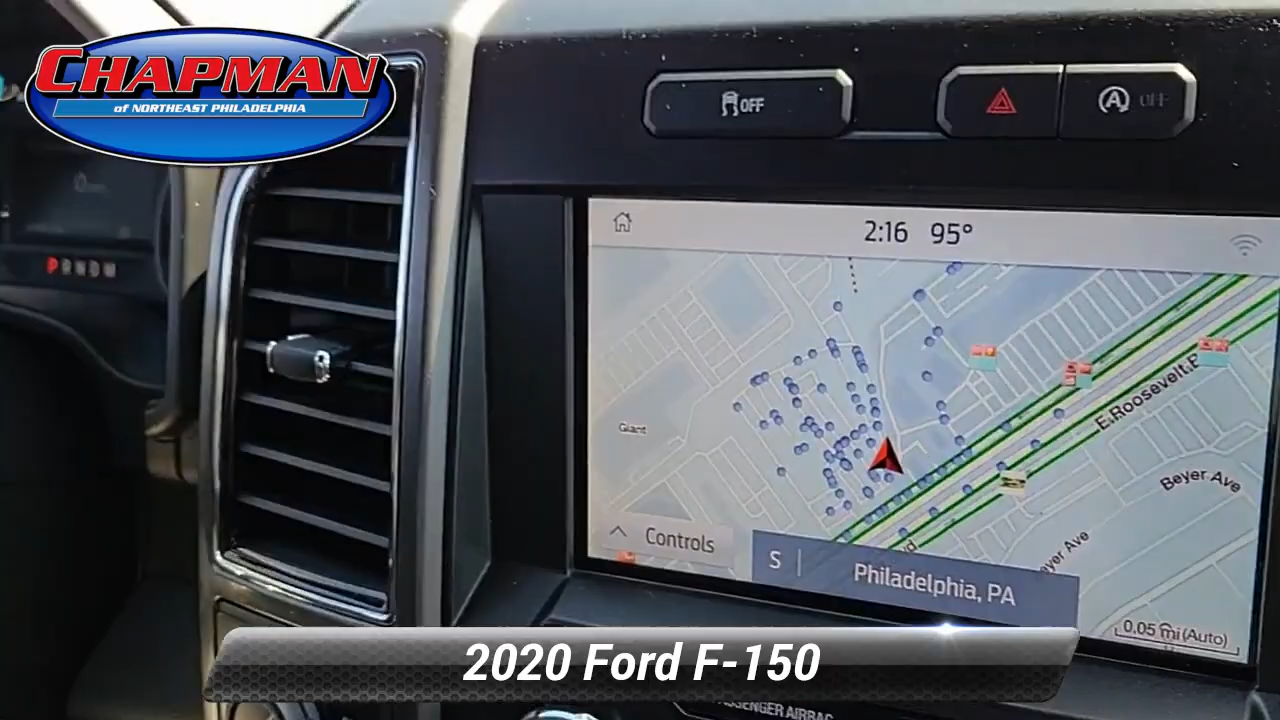 CHAPMAN
of NORTHEAST PHILADELPHIA
OFF
A OFF
2:16 95°
P R N D M
E Roosevelt B
Giant
Beyer Ave
Controls
S
Philadelphia, PA
0.05 mi (Auto)
2020 Ford F-150